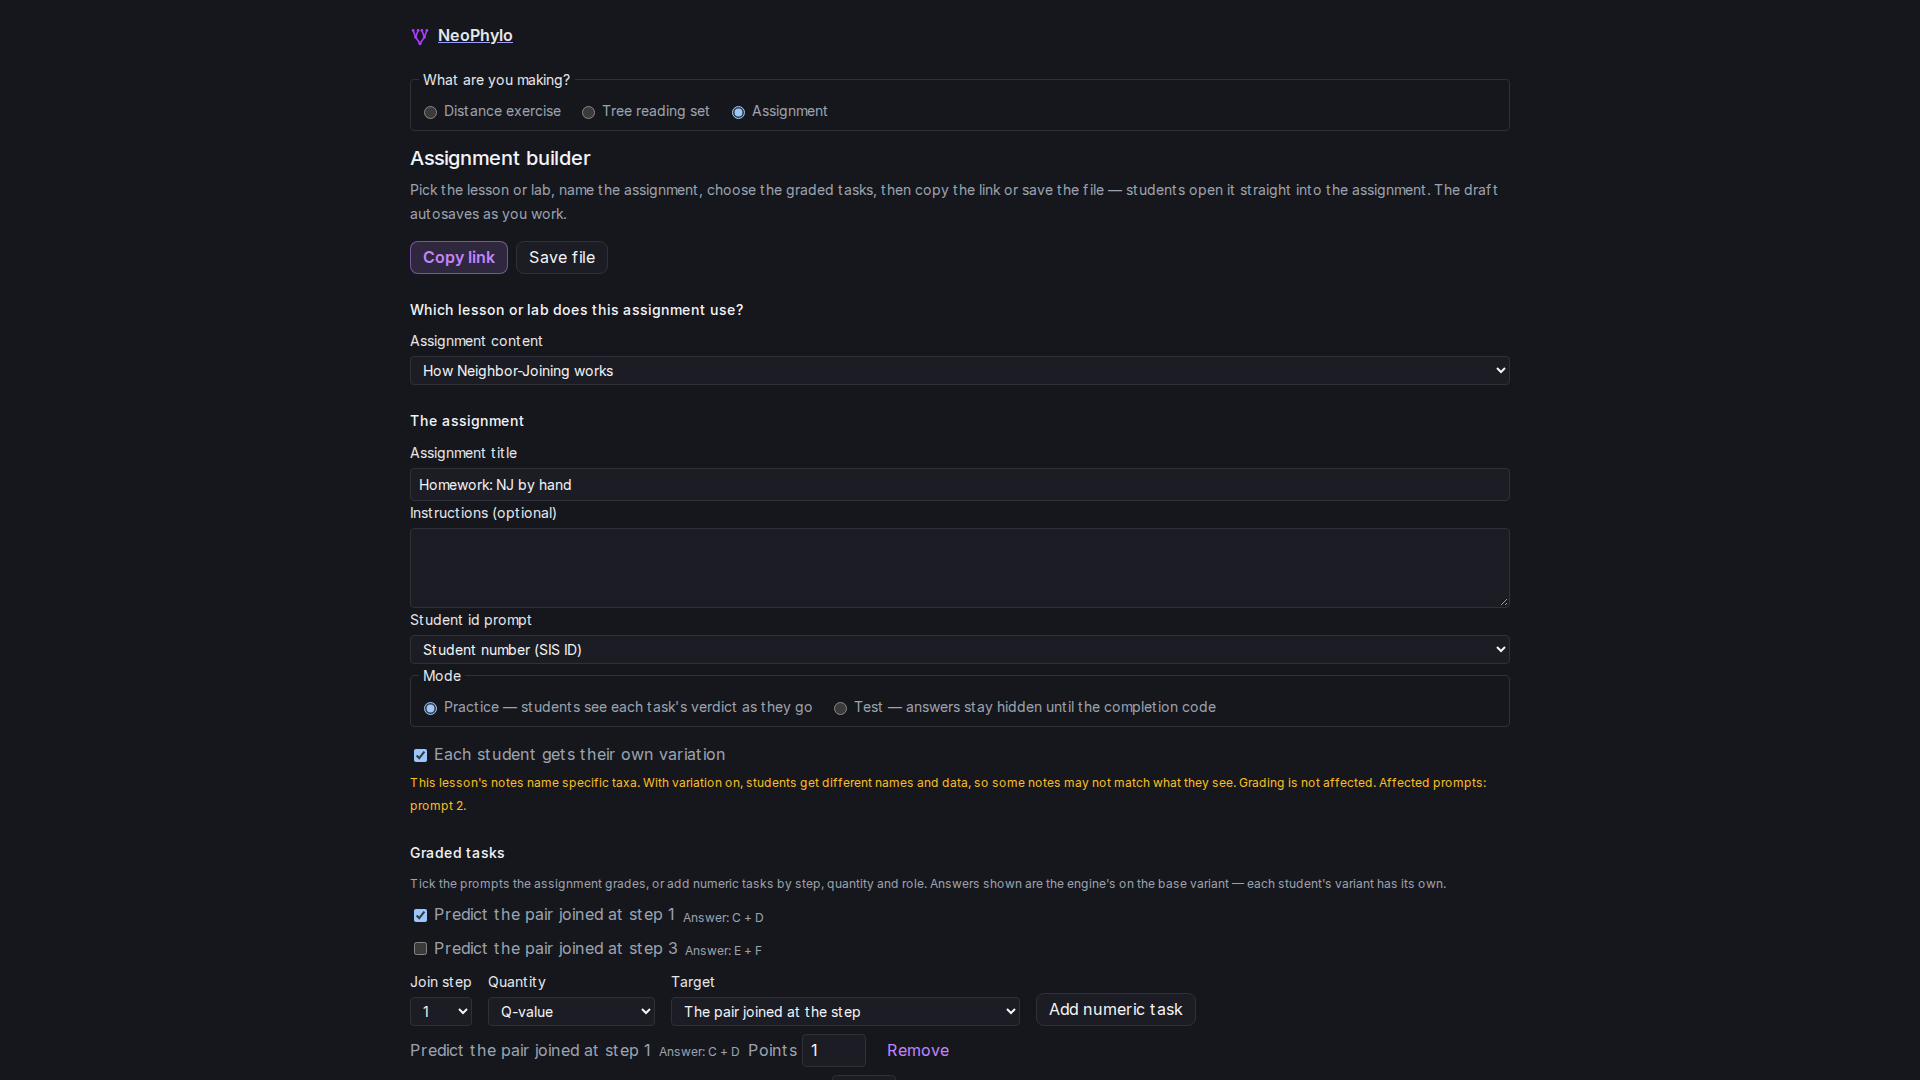 NeoPhylo
What are you making?
Distance exercise Tree reading set Assignment
Assignment builder
Pick the lesson or lab, name the assignment, choose the graded tasks, then copy the link or save the file — students open it straight into the assignment. The draft
autosaves as you work.
Copy link Save file
Which lesson or lab does this assignment use?
Assignment content
How Neighbor-Joining works
The assignment
Assignment title
Homework: NJ by hand
Instructions (optional)
Student id prompt
Student number (SIS ID)
Mode
Practice — students see each task's verdict as they go Test — answers stay hidden until the completion code
Each student gets their own variation
This lesson's notes name specific taxa. With variation on, students get different names and data, so some notes may not match what they see. Grading is not affected. Affected prompts:
prompt 2.
Graded tasks
Tick the prompts the assignment grades, or add numeric tasks by step, quantity and role. Answers shown are the engine's on the base variant — each student's variant has its own.
Predict the pair joined at step 1 Answer: C + D
Predict the pair joined at step 3 Answer: E + F
Join step Quantity Target
1 Q-value The pair joined at the step Add numeric task
Predict the pair joined at step 1 Answer: C + D Points 1 Remove